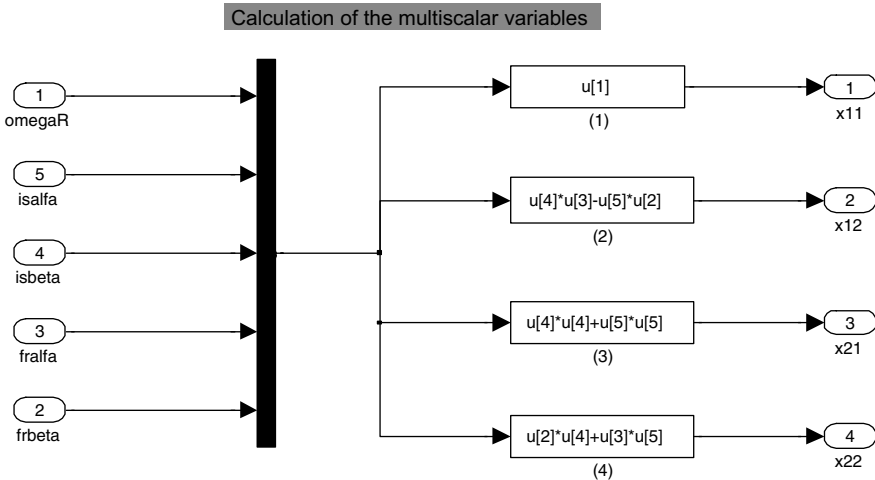 Calculation of the multiscalar variables
1
omegaR
5
isalfa
4
isbeta
3
fralfa
2
frbeta
u[1]
(1)
u[4]*u[3]-u[5]*u[2]
(2)
u[4]*u[4]+u[5]*u[5]
(3)
u[2]*u[4]+u[3]*u[5]
(4)
1
x11
2
x12
3
x21
4
x22